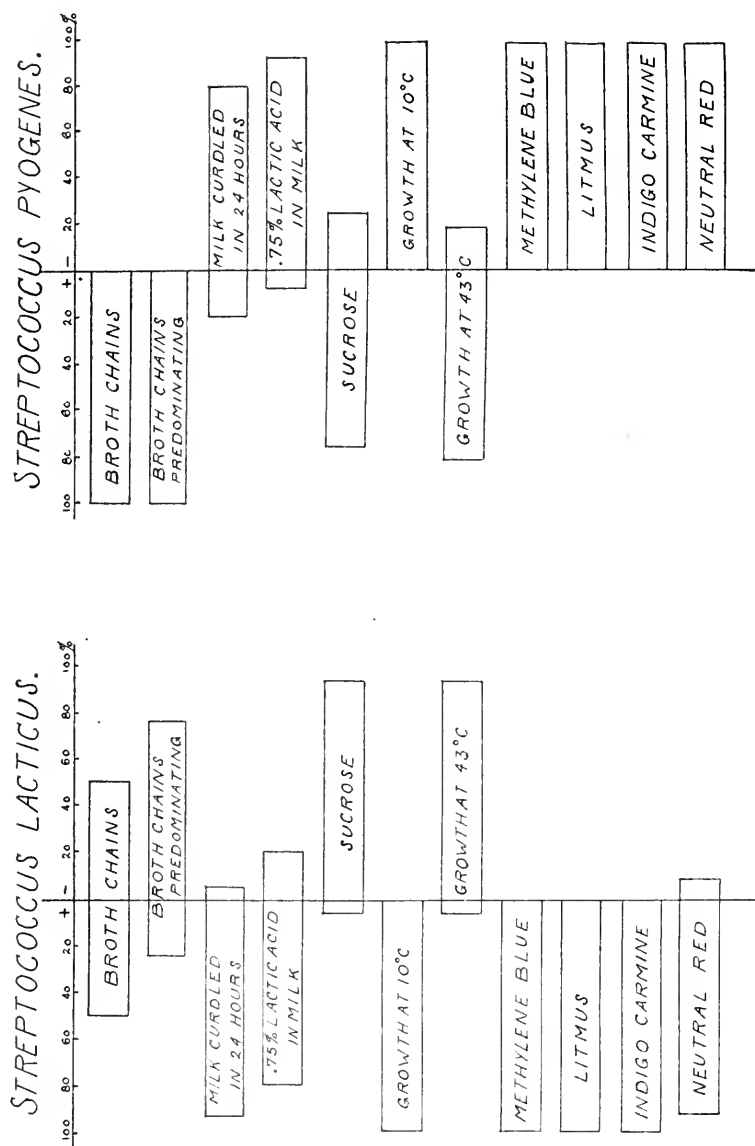 STREPTOCOCCUS LACTICUS.
100 80 60 40 20 + - 20 40 60 80 100%
BROTH CHAINS
BROTH CHAINS
PREDOMINATING
MILK CURDLED
IN 24 HOURS
.75% LACTIC ACID
IN MILK
SUCROSE
GROWTH AT 10°C
GROWTH AT 43°C
METHYLENE BLUE
LITMUS
INDIGO CARMINE
NEUTRAL RED
STREPTOCOCCUS PYOGENES.
100 80 60 40 20 + - 20 40 60 80 100%
BROTH CHAINS
BROTH CHAINS
PREDOMINATING
MILK CURDLED
IN 24 HOURS
.75% LACTIC ACID
IN MILK
SUCROSE
GROWTH AT 10°C
GROWTH AT 43°C
METHYLENE BLUE
LITMUS
INDIGO CARMINE
NEUTRAL RED